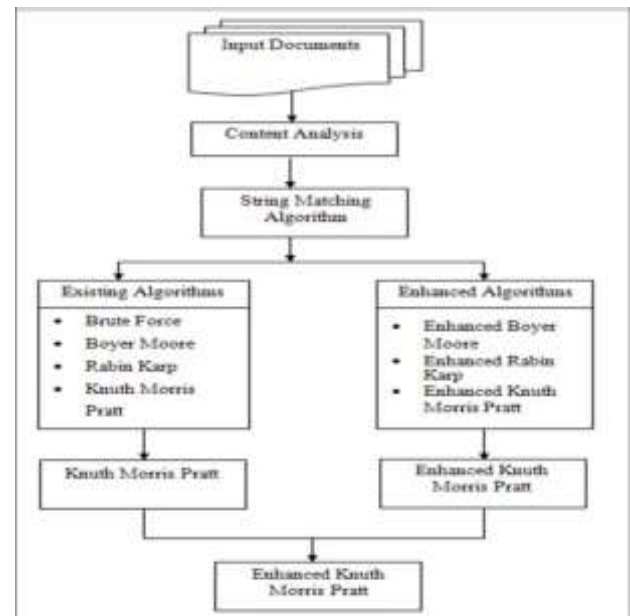 Input Documents
Content Analysis
String Matching
Algorithm
Existing Algorithms
• Brute Force
• Boyer Moore
• Rabin Karp
• Knuth Morris
Pratt
Enhanced Algorithms
• Enhanced Boyer
Moore
• Enhanced Rabin
Karp
• Enhanced Knuth
Morris Pratt
Knuth Morris Pratt
Enhanced Knuth
Morris Pratt
Enhanced Knuth
Morris Pratt